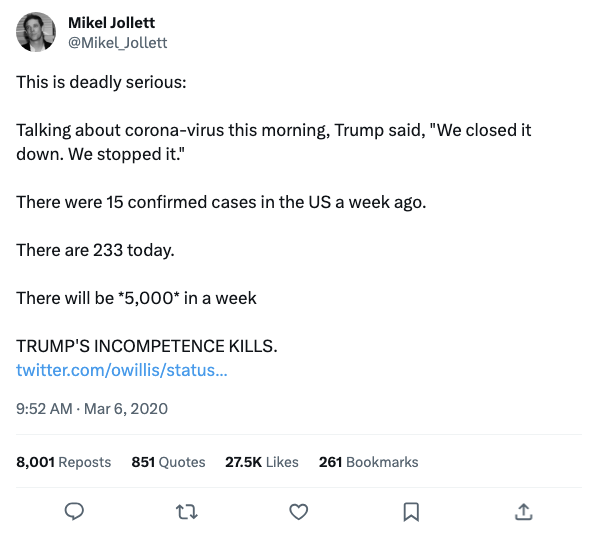 Mikel Jollett
@Mikel_Jollett
This is deadly serious:
Talking about corona-virus this morning, Trump said, "We closed it
down. We stopped it."
There were 15 confirmed cases in the US a week ago.
There are 233 today.
There will be *5,000* in a week
TRUMP'S INCOMPETENCE KILLS.
twitter.com/owillis/status...
9:52 AM · Mar 6, 2020
8,001 Reposts 851 Quotes 27.5K Likes 261 Bookmarks